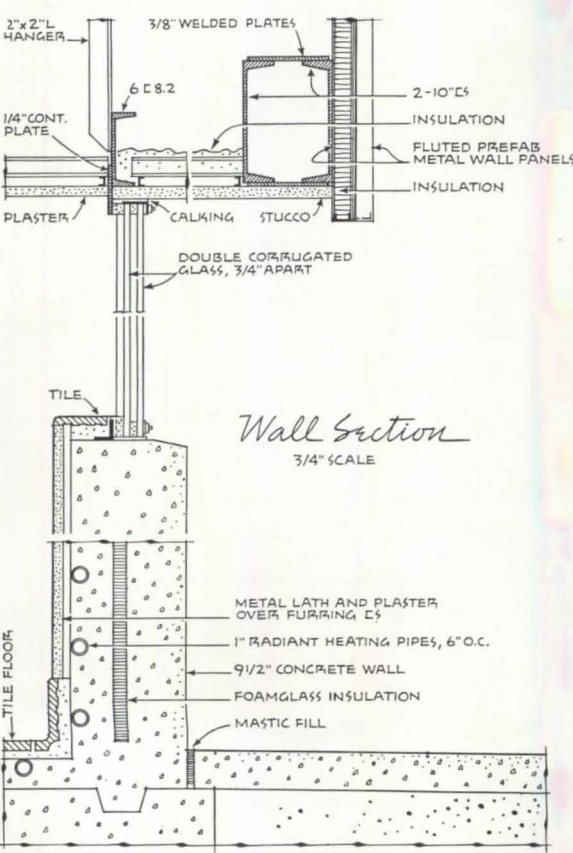 2"x2"L
HANGER
3/8" WELDED PLATES
6 [ 8.2
2-10"[S
1/4" CONT.
PLATE
INSULATION
FLUTED PREFAB
METAL WALL PANELS
INSULATION
PLASTER
CALKING
STUCCO
DOUBLE CORRUGATED
GLASS, 3/4" APART
TILE
Wall Section
3/4" SCALE
METAL LATH AND PLASTER
OVER FURRING [S
1" RADIANT HEATING PIPES, 6" O.C.
9 1/2" CONCRETE WALL
FOAMGLASS INSULATION
MASTIC FILL
TILE FLOOR